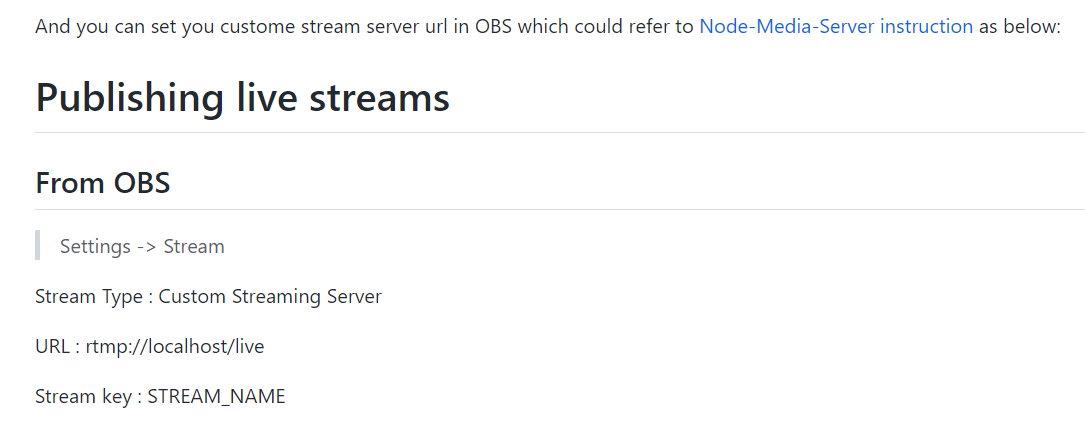 And you can set you custome stream server url in OBS which could refer to Node-Media-Server instruction as below:
Publishing live streams
From OBS
Settings -> Stream
Stream Type : Custom Streaming Server
URL : rtmp://localhost/live
Stream key : STREAM_NAME